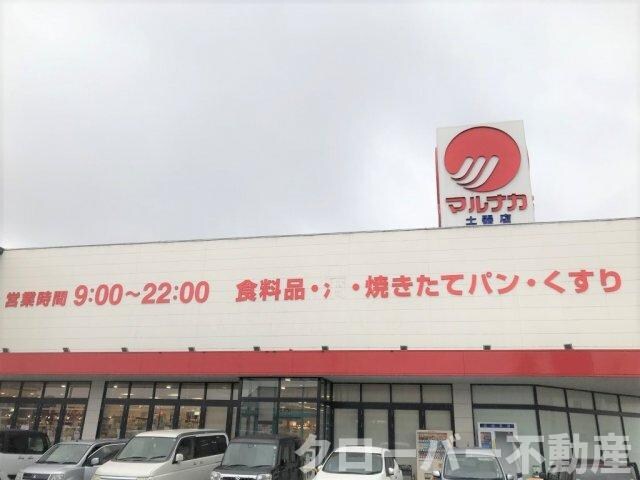 マルナカ
土器店
営業時間 9:00～22:00 食料品・酒・焼きたてパン・くすり
クローバー不動産